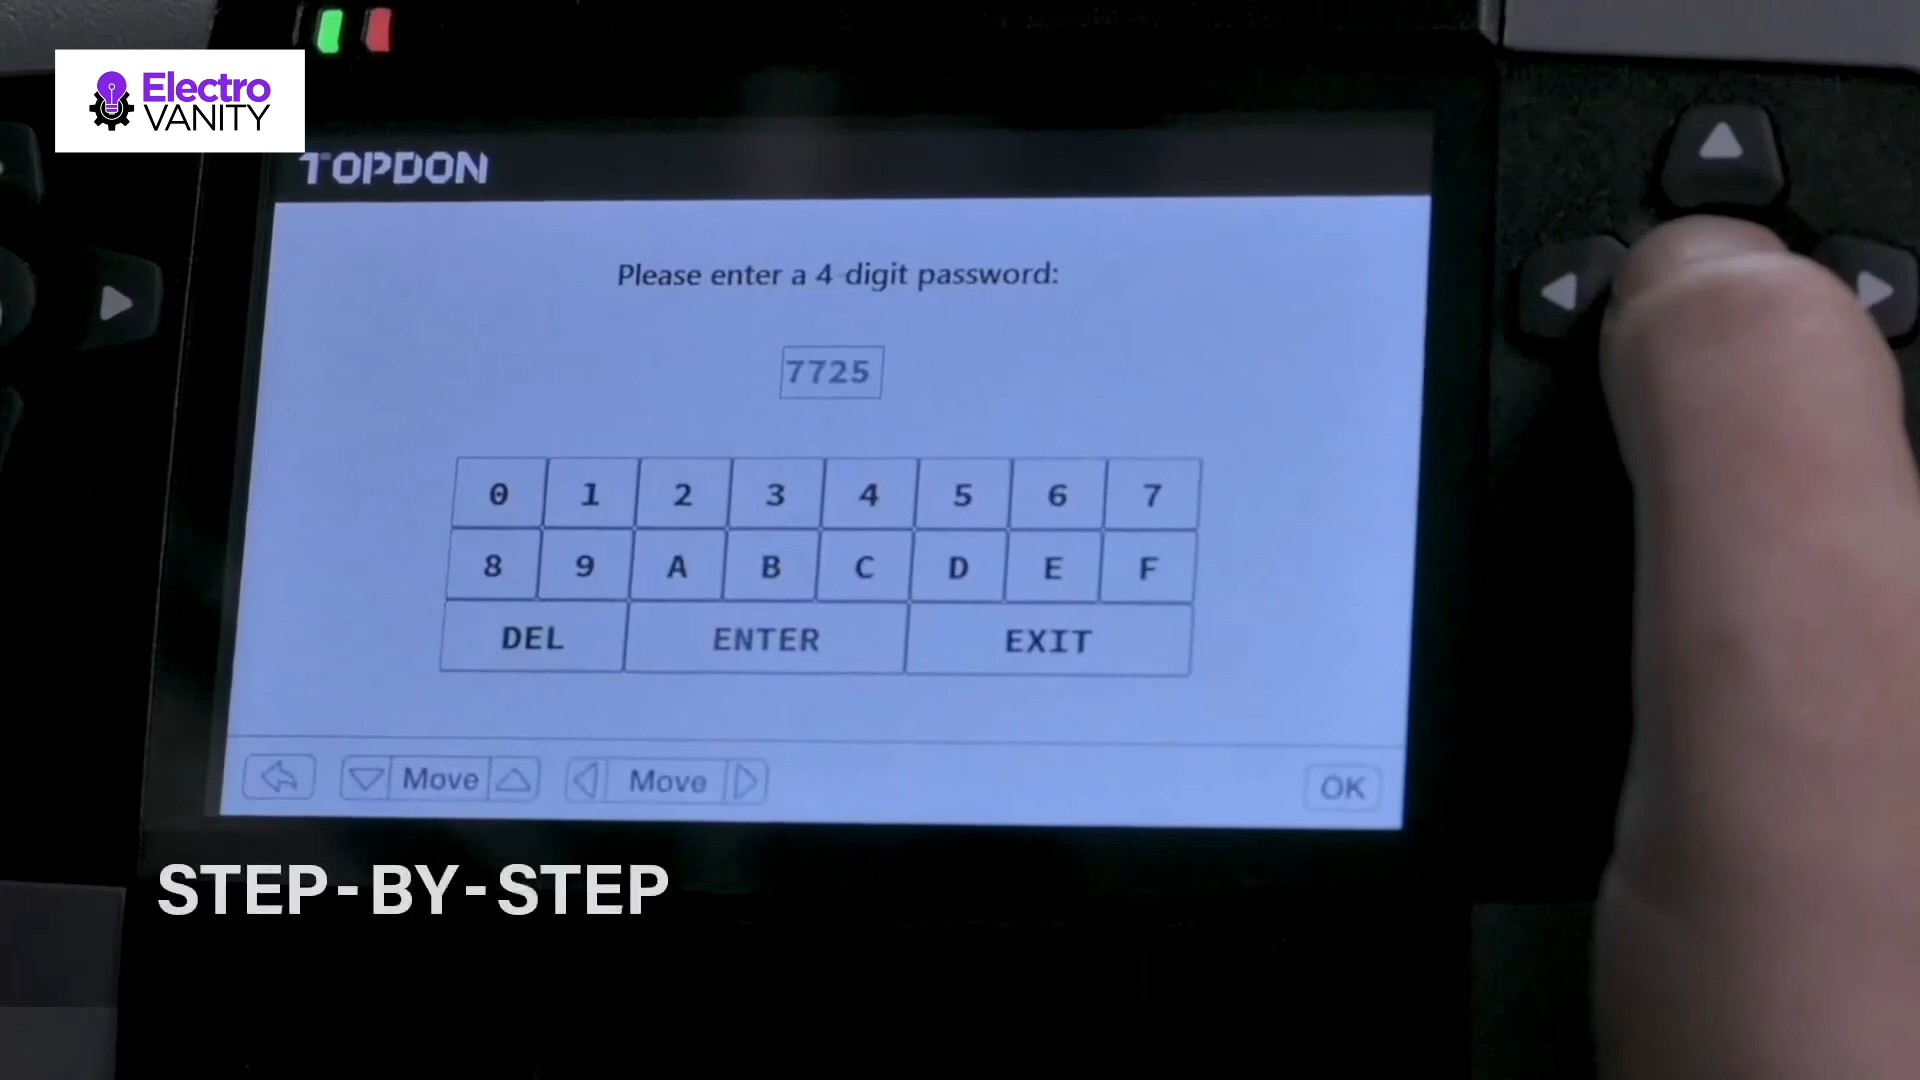 Electro
VANITY
TOPDON
Please enter a 4 digit password:
7725
0 1 2 3 4 5 6 7
8 9 A B C D E F
DEL ENTER EXIT
Move Move OK
STEP-BY-STEP